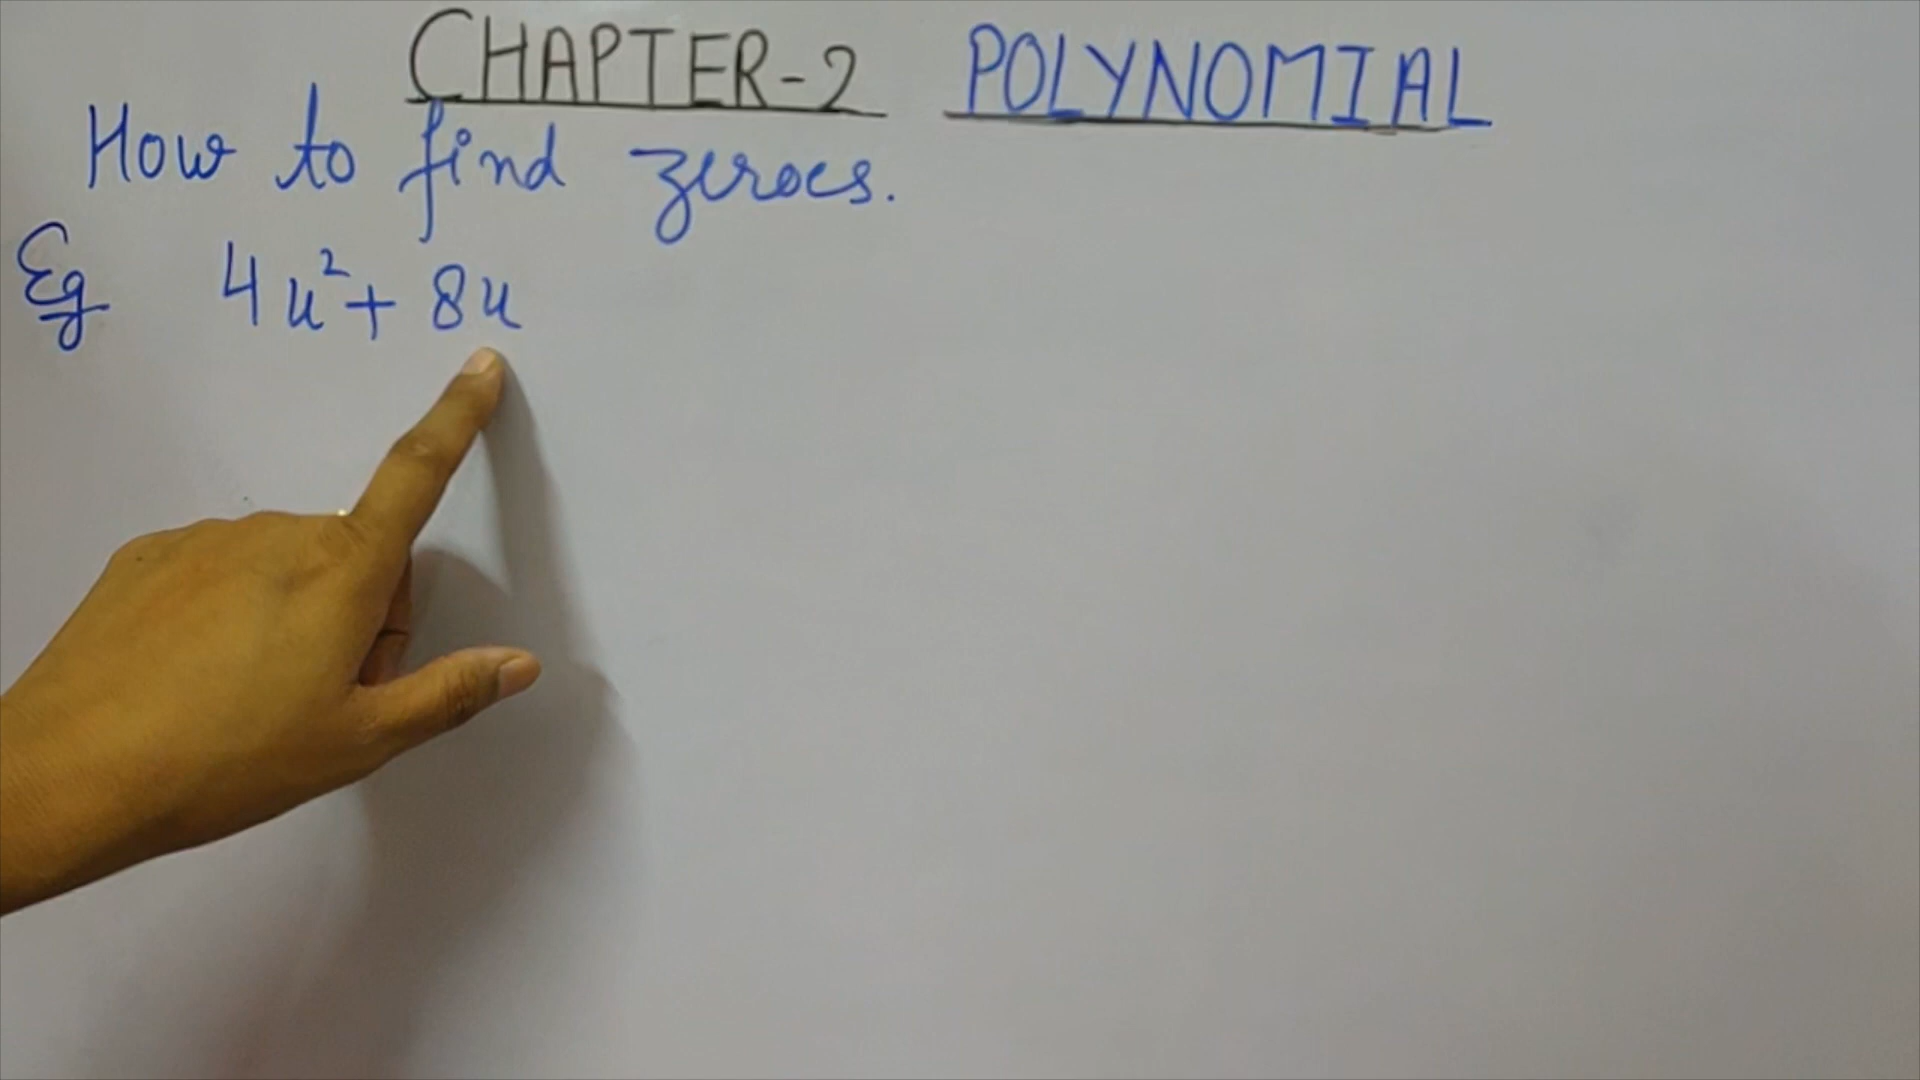 CHAPTER-2 POLYNOMIAL
How to find zeroes.
Eg 4u²+ 8u